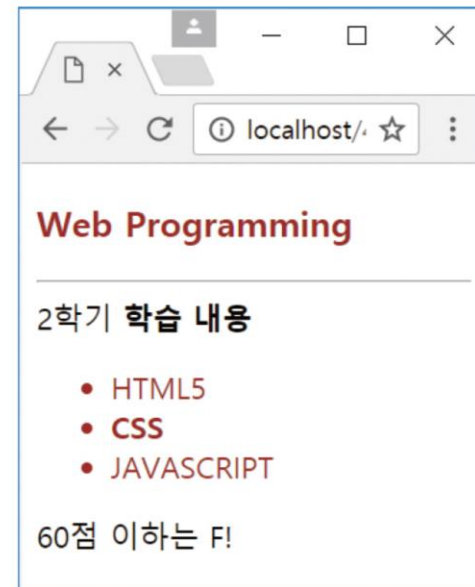 localhost/
Web Programming
2학기 학습 내용
HTML5
CSS
JAVASCRIPT
60점 이하는 F!